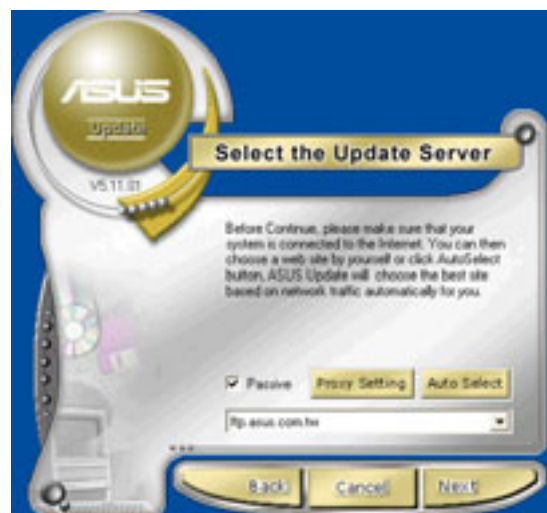 ASUS
Update
V5.11.01
Select the Update Server
Before Continue, please make sure that your
system is connected to the Internet. You can then
choose a web site by yourself or click AutoSelect
button, ASUS Update will choose the best site
based on network traffic automatically for you.
Passive
Proxy Setting
Auto Select
ftp.asus.com.tw
Back
Cancel
Next